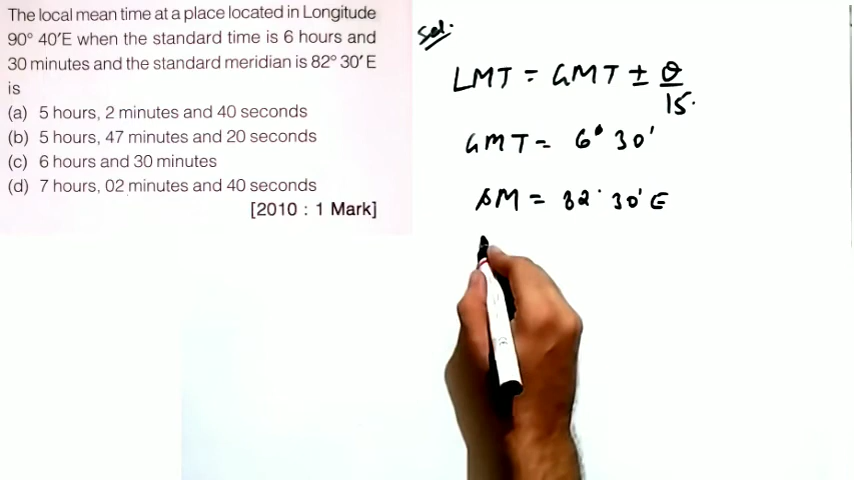 The local mean time at a place located in Longitude
90° 40′E when the standard time is 6 hours and
30 minutes and the standard meridian is 82° 30′ E
is
(a) 5 hours, 2 minutes and 40 seconds
(b) 5 hours, 47 minutes and 20 seconds
(c) 6 hours and 30 minutes
(d) 7 hours, 02 minutes and 40 seconds
[2010 : 1 Mark]
Sol.
LMT = GMT ± θ/15.
GMT = 6° 30'
SM = 82° 30' E